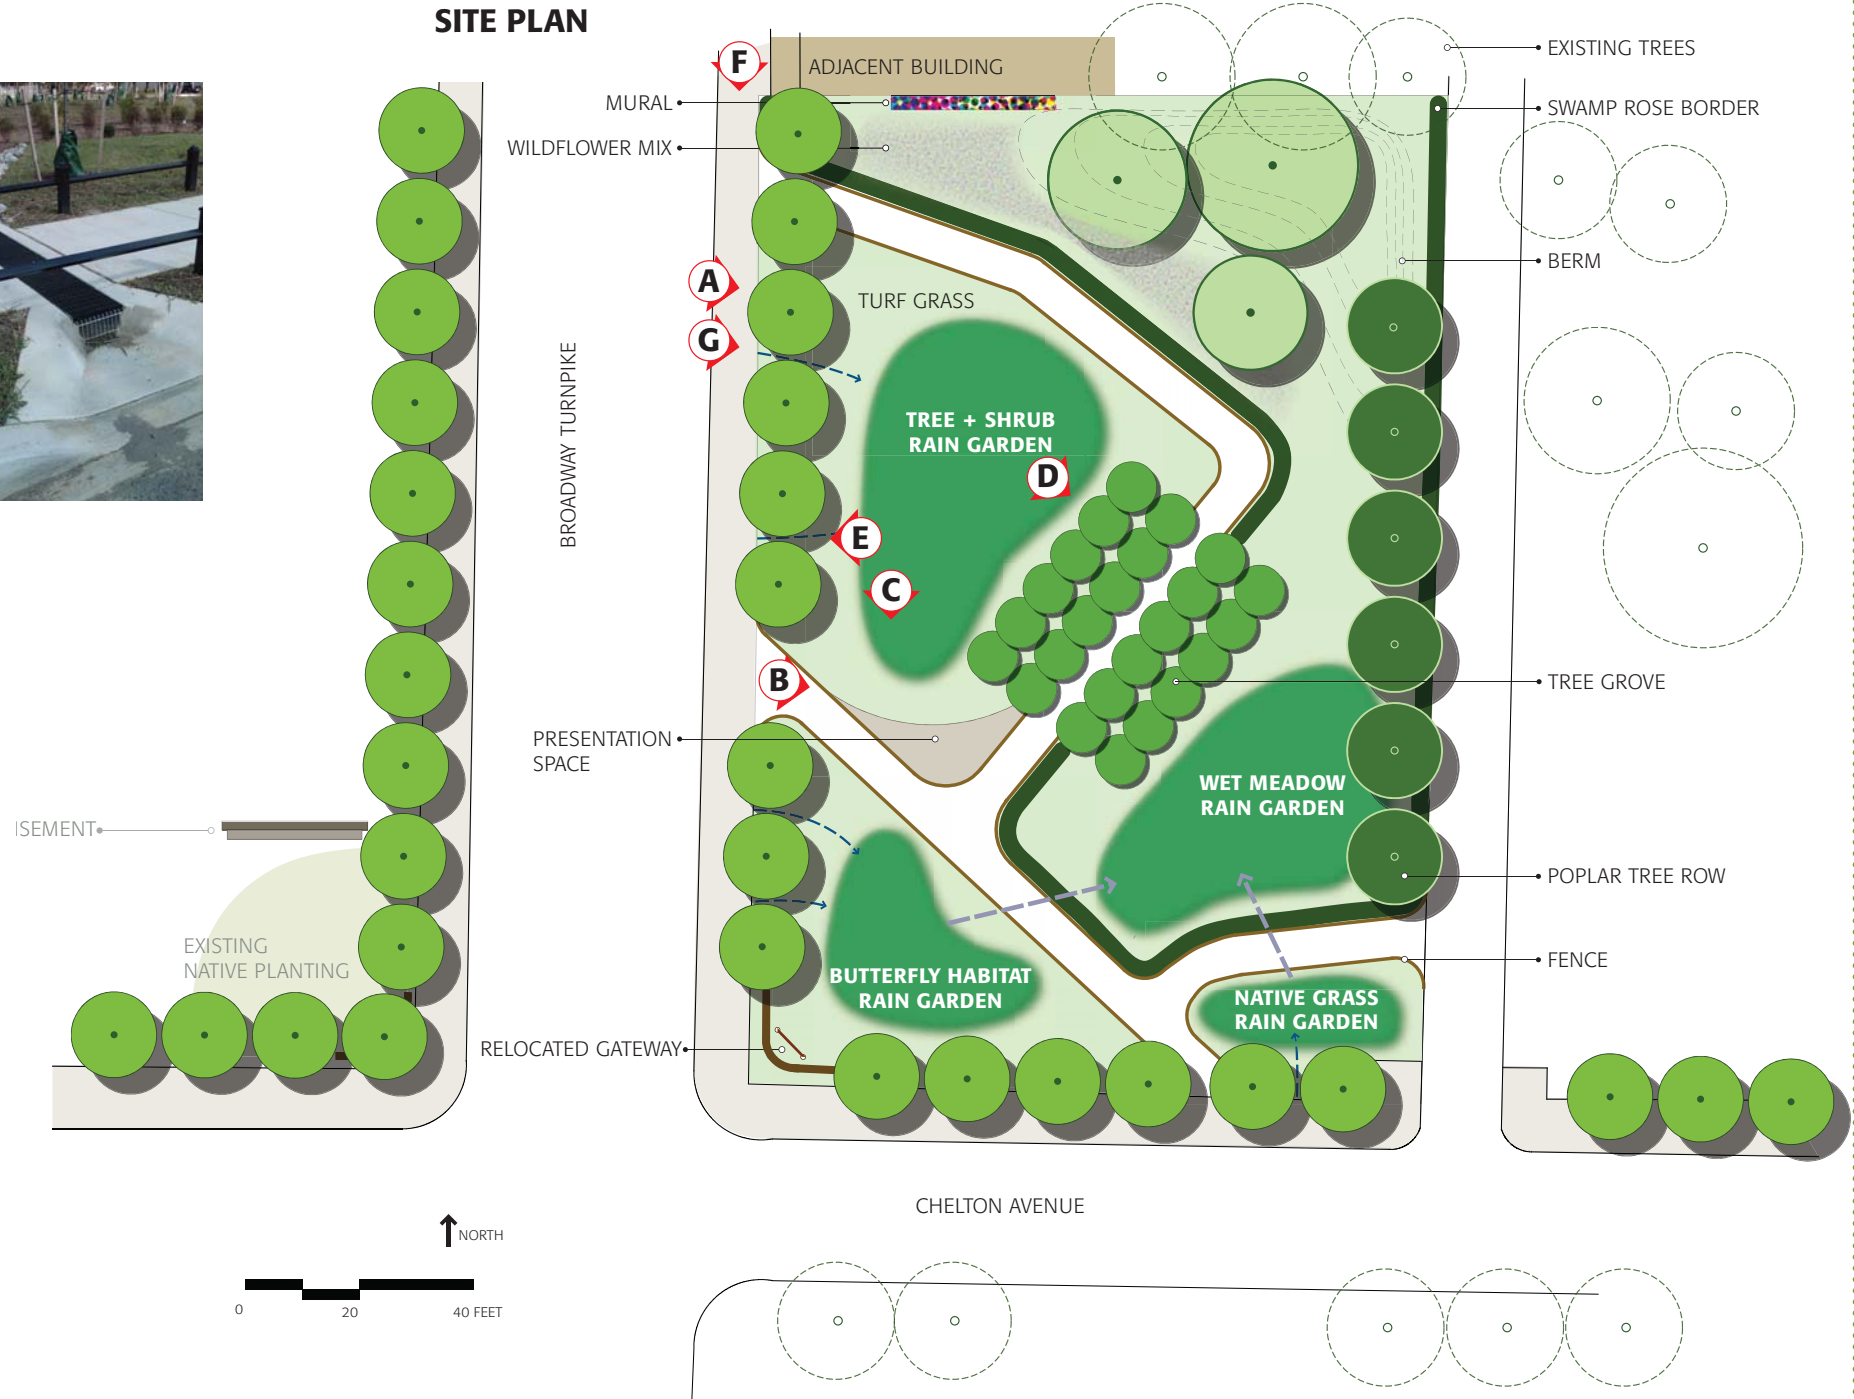 SITE PLAN
F
ADJACENT BUILDING
EXISTING TREES
MURAL
SWAMP ROSE BORDER
WILDFLOWER MIX
BERM
A
TURF GRASS
G
BROADWAY TURNPIKE
TREE + SHRUB
RAIN GARDEN
D
E
C
B
TREE GROVE
PRESENTATION
SPACE
WET MEADOW
RAIN GARDEN
ISEMENT
POPLAR TREE ROW
EXISTING
NATIVE PLANTING
FENCE
BUTTERFLY HABITAT
RAIN GARDEN
NATIVE GRASS
RAIN GARDEN
RELOCATED GATEWAY
CHELTON AVENUE
NORTH
0 20 40 FEET